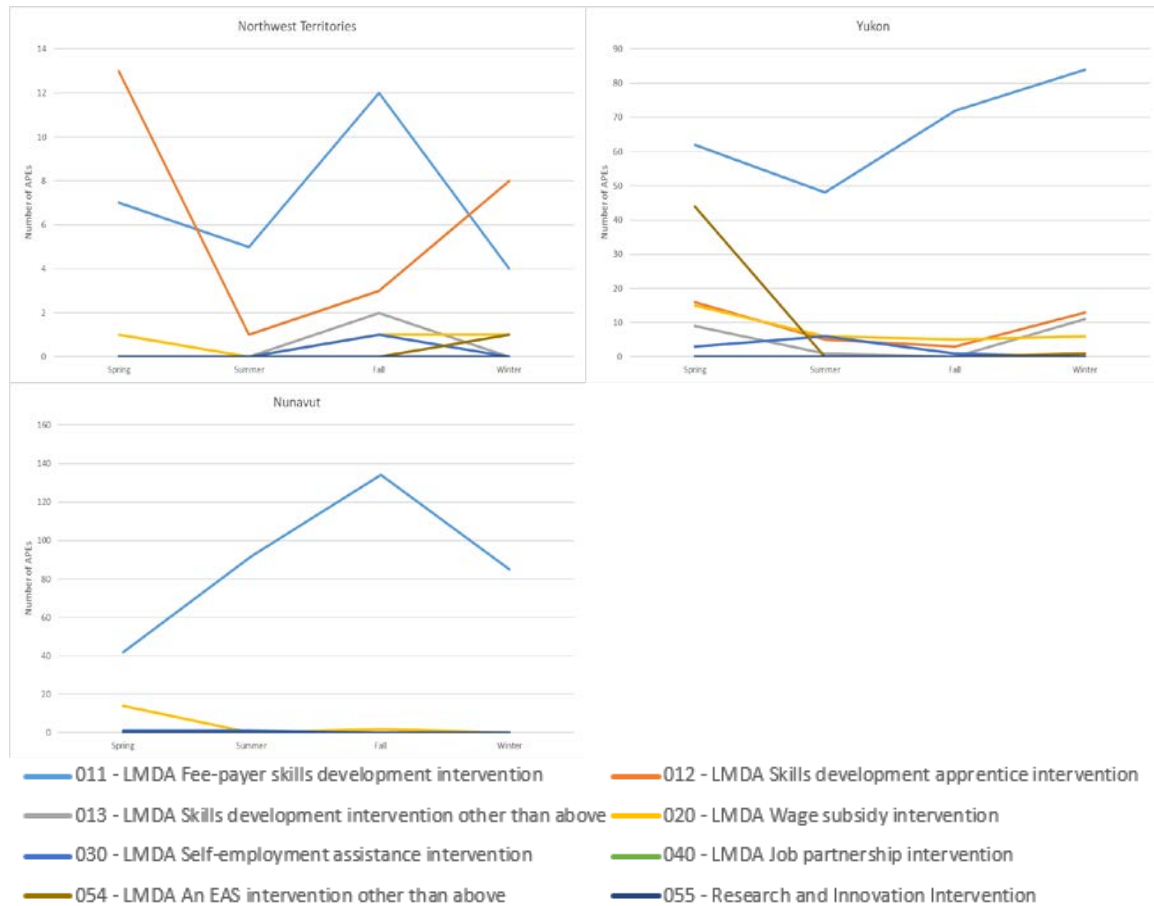 Northwest Territories
14
12
10
8
6
4
2
0
Number of APEs
Spring Summer Fall Winter
Yukon
90
80
70
60
50
40
30
20
10
0
Number of APEs
Spring Summer Fall Winter
Nunavut
160
140
120
100
80
60
40
20
0
Number of APEs
Spring Summer Fall Winter
011 - LMDA Fee-payer skills development intervention
012 - LMDA Skills development apprentice intervention
013 - LMDA Skills development intervention other than above
020 - LMDA Wage subsidy intervention
030 - LMDA Self-employment assistance intervention
040 - LMDA Job partnership intervention
054 - LMDA An EAS intervention other than above
055 - Research and Innovation Intervention